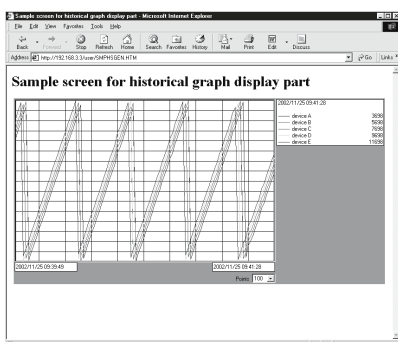 Sample screen for historical graph display part - Microsoft Internet Explorer
File Edit View Favorites Tools Help
Back Forward Stop Refresh Home Search Favorites History Mail Print Edit Discuss
Address http://192.168.3.3/user/SMPHSGEN.HTM Go Links
Sample screen for historical graph display part
2002/11/25 09:41:28
device A 3698
device B 5698
device C 7698
device D 9698
device E 11698
2002/11/25 09:39:49 2002/11/25 09:41:28
Points 100